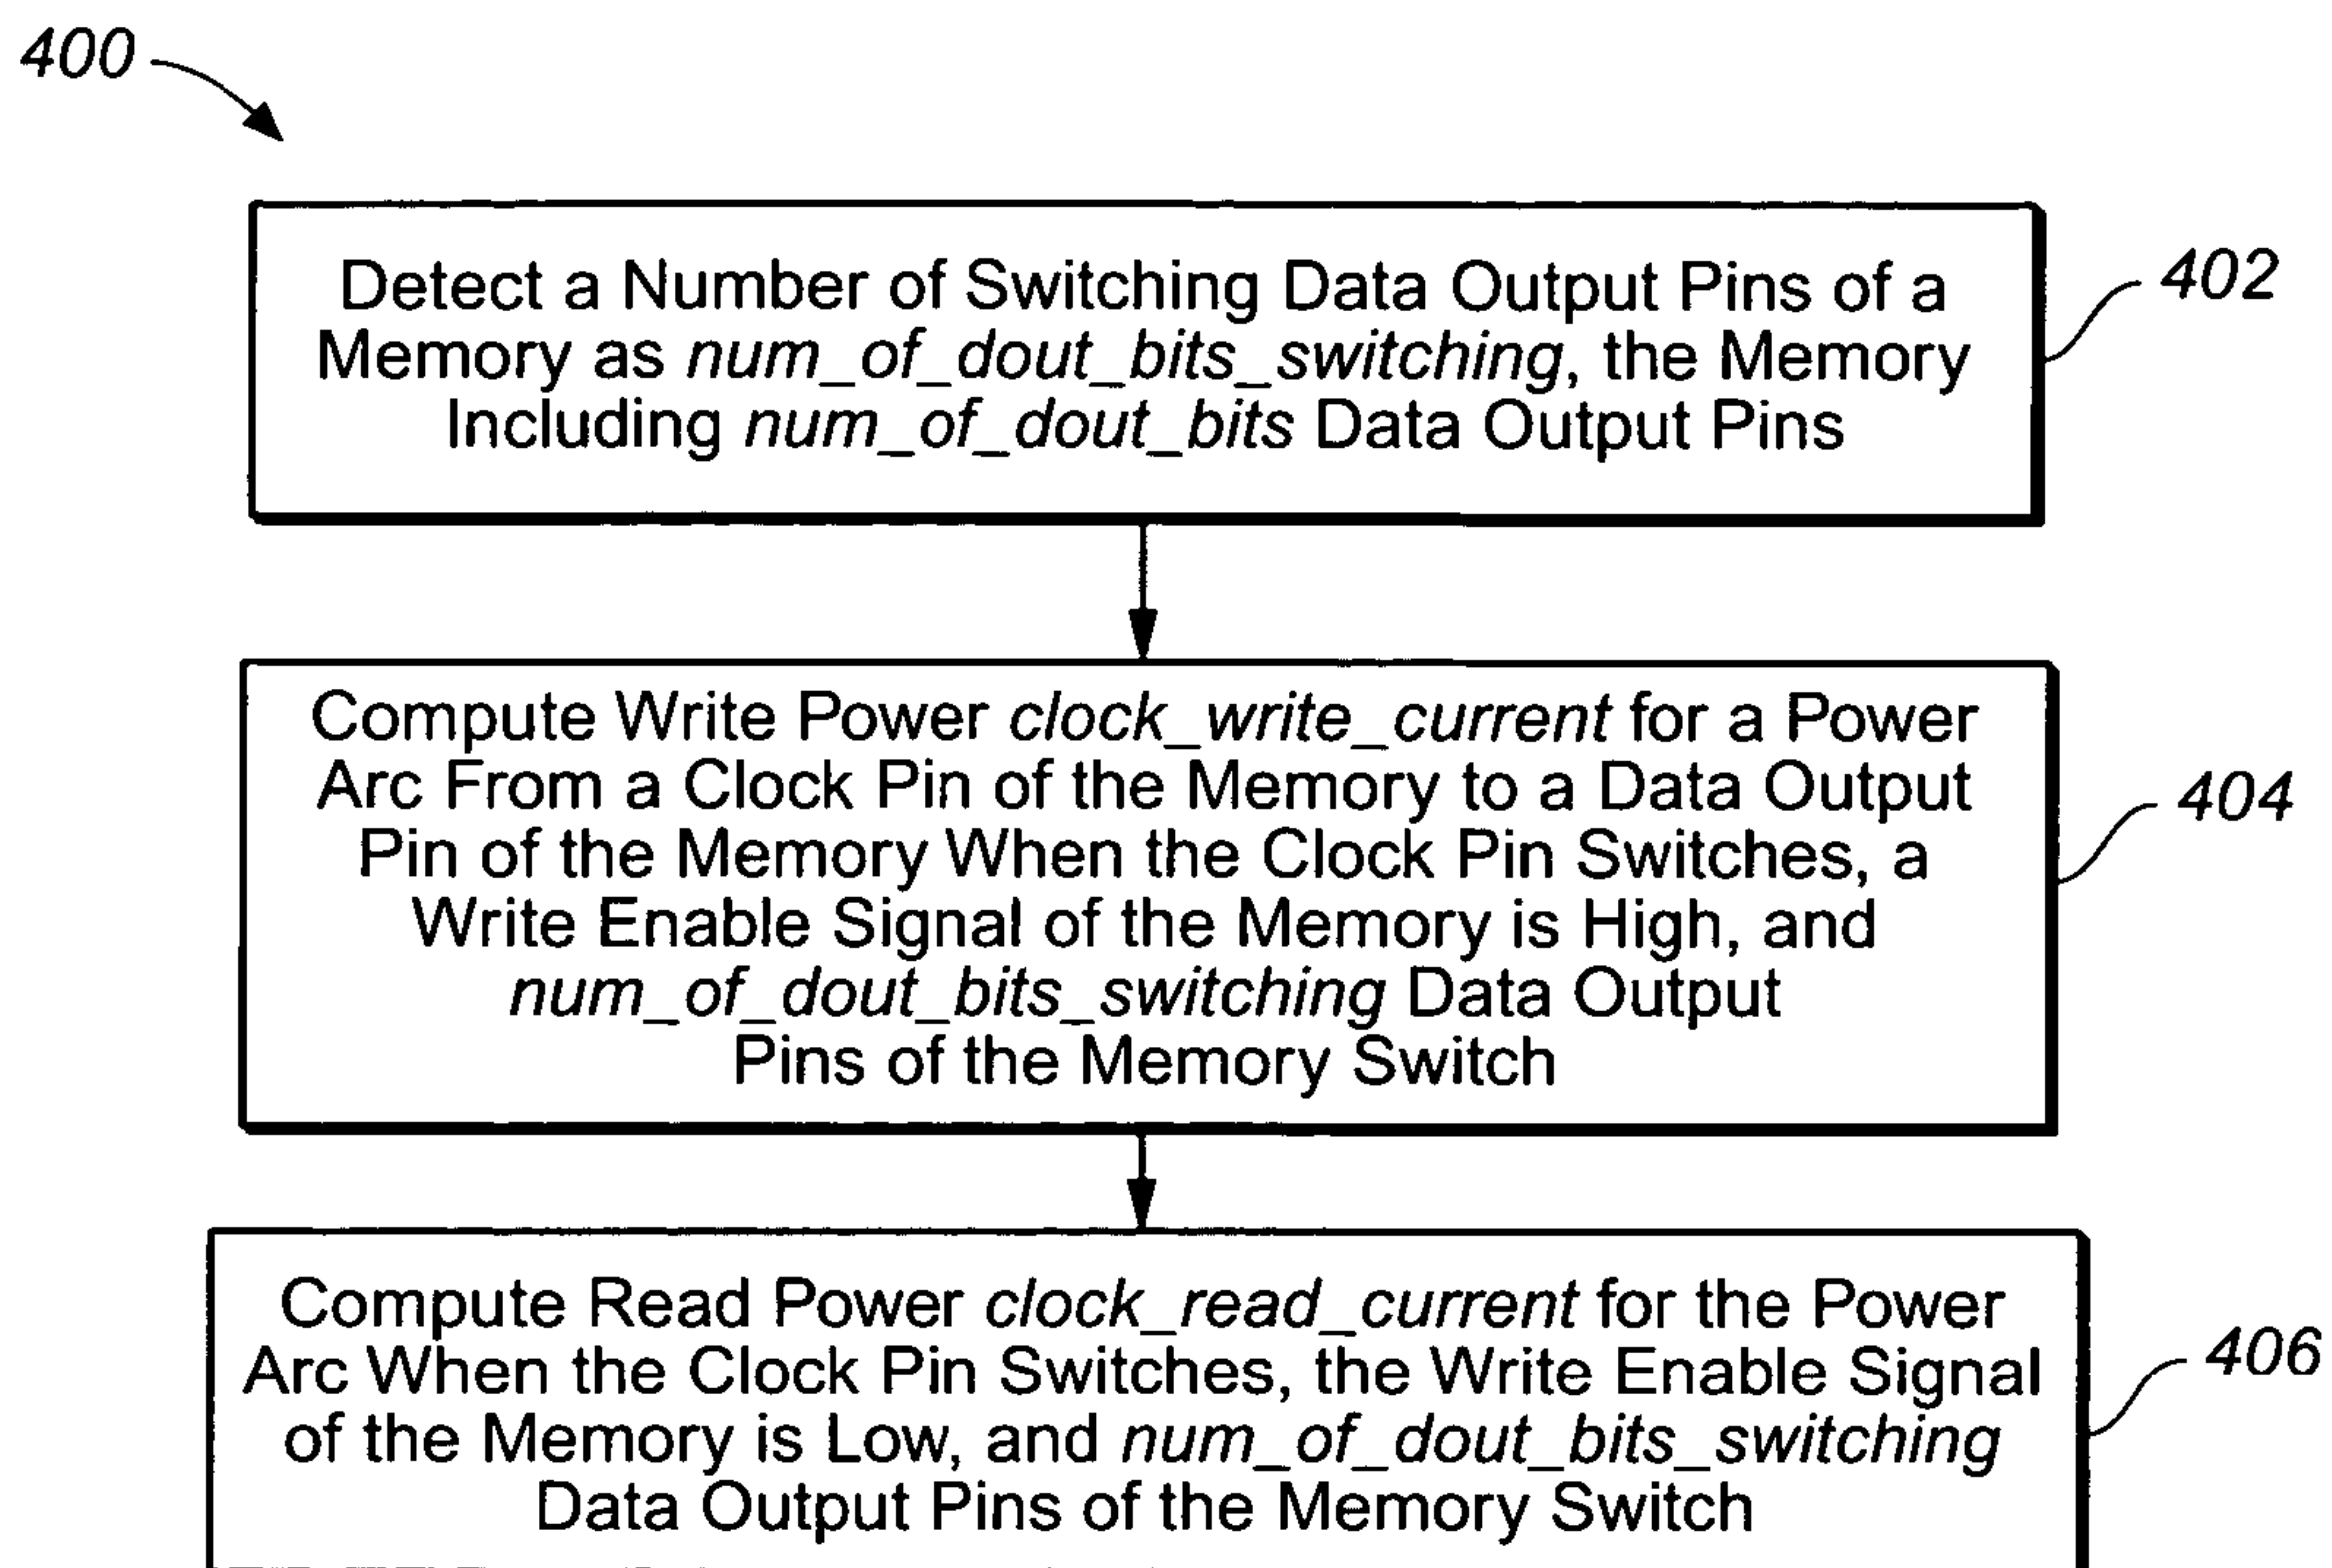 400
Detect a Number of Switching Data Output Pins of a
Memory as num_of_dout_bits_switching, the Memory
Including num_of_dout_bits Data Output Pins
402
Compute Write Power clock_write_current for a Power
Arc From a Clock Pin of the Memory to a Data Output
Pin of the Memory When the Clock Pin Switches, a
Write Enable Signal of the Memory is High, and
num_of_dout_bits_switching Data Output
Pins of the Memory Switch
404
Compute Read Power clock_read_current for the Power
Arc When the Clock Pin Switches, the Write Enable Signal
of the Memory is Low, and num_of_dout_bits_switching
Data Output Pins of the Memory Switch
406